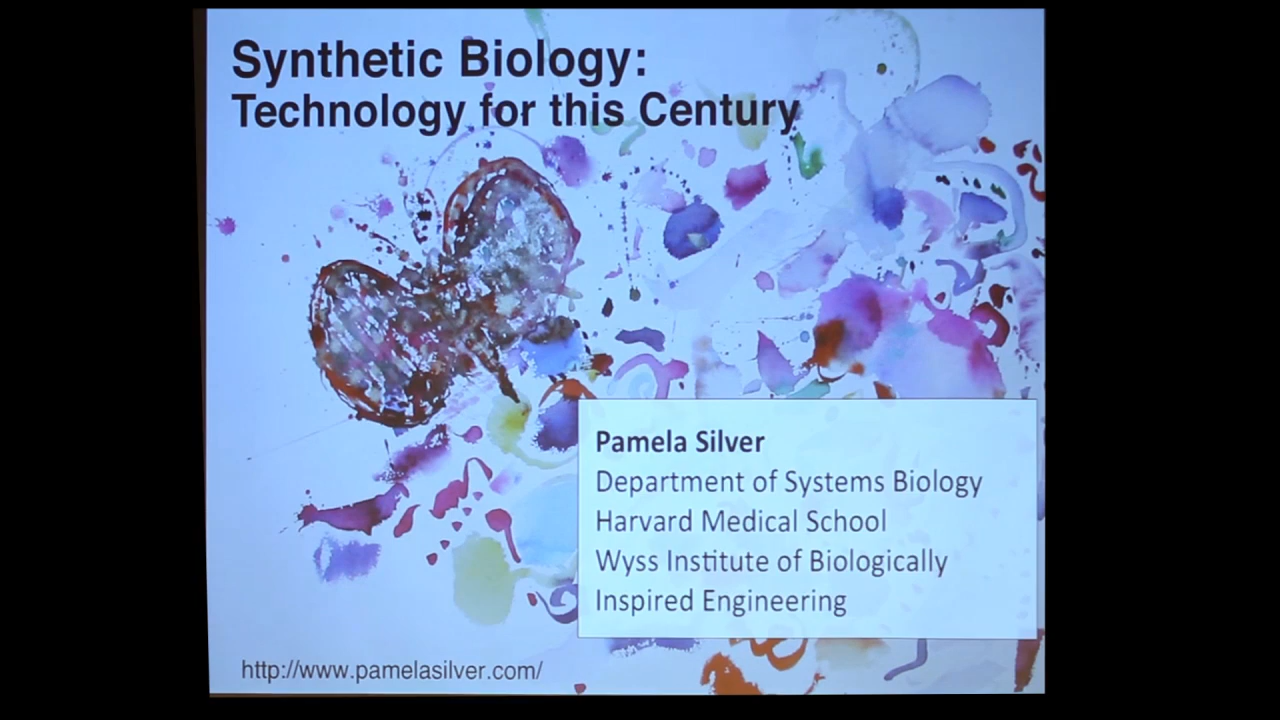 Synthetic Biology:
Technology for this Century
Pamela Silver
Department of Systems Biology
Harvard Medical School
Wyss Institute of Biologically
Inspired Engineering
http://www.pamelasilver.com/